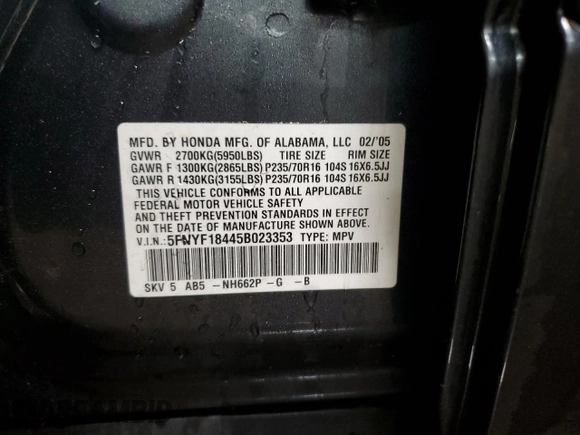 MFD. BY HONDA MFG. OF ALABAMA, LLC 02/'05
GVWR 2700KG(5950LBS) TIRE SIZE RIM SIZE
GAWR F 1300KG(2865LBS) P235/70R16 104S 16X6.5JJ
GAWR R 1430KG(3155LBS) P235/70R16 104S 16X6.5JJ
THIS VEHICLE CONFORMS TO ALL APPLICABLE
FEDERAL MOTOR VEHICLE SAFETY
AND THEFT PREVENTION STANDARDS IN EFFECT
ON THE DATE OF MANUFACTURE SHOWN ABOVE.
V.I.N.: 5FNYF18445B023353 TYPE: MPV
SKV 5 AB5 -NH662P -G -B